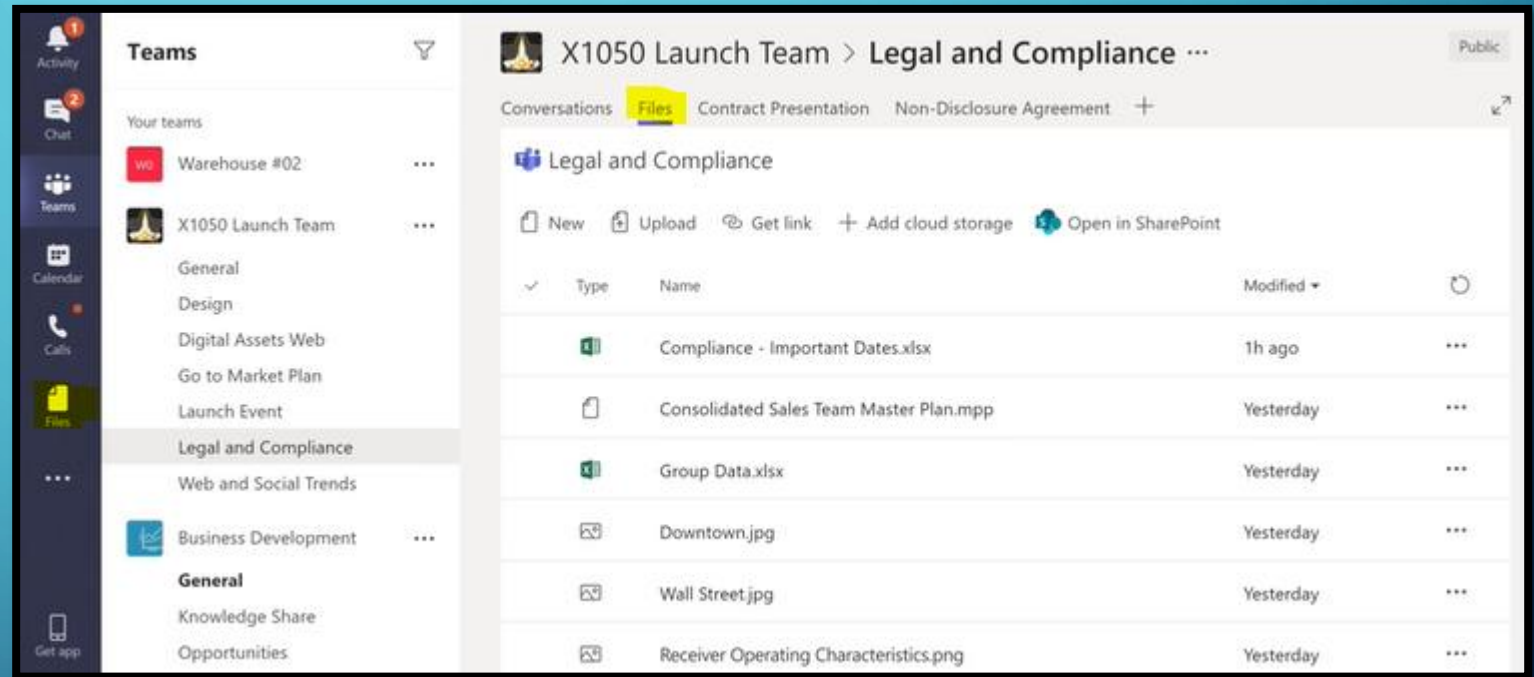 1
Activity
2
Chat
Teams
Calendar
Calls
Files
Get app
Teams
Your teams
WO
Warehouse #02
X1050 Launch Team
General
Design
Digital Assets Web
Go to Market Plan
Launch Event
Legal and Compliance
Web and Social Trends
Business Development
General
Knowledge Share
Opportunities
X1050 Launch Team > Legal and Compliance ...
Public
Conversations Files Contract Presentation Non-Disclosure Agreement +
Legal and Compliance
New Upload Get link + Add cloud storage Open in SharePoint
Type Name Modified
Compliance - Important Dates.xlsx 1h ago
Consolidated Sales Team Master Plan.mpp Yesterday
Group Data.xlsx Yesterday
Downtown.jpg Yesterday
Wall Street.jpg Yesterday
Receiver Operating Characteristics.png Yesterday